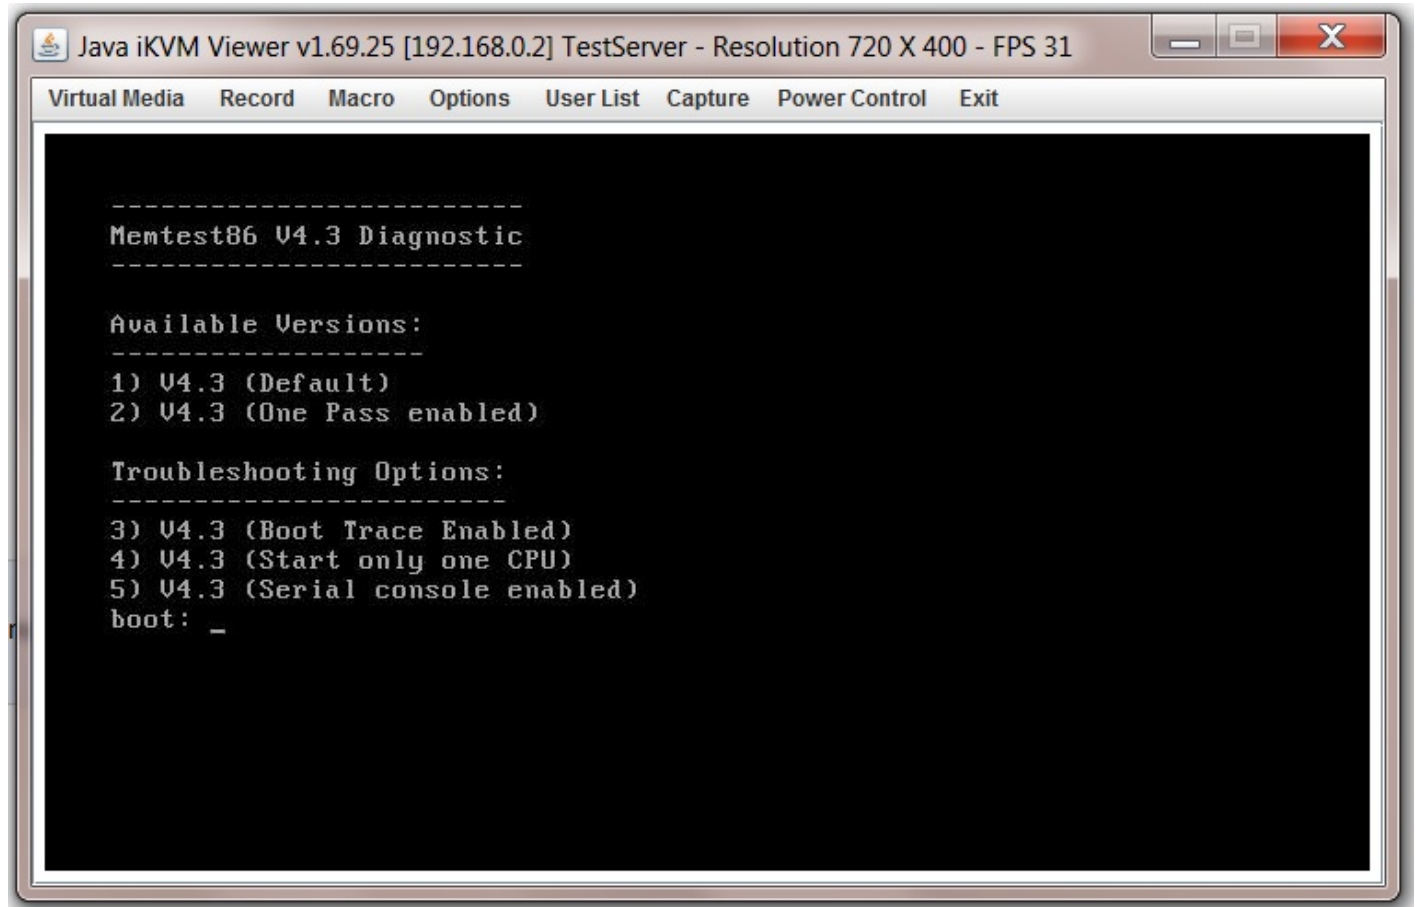 Java iKVM Viewer v1.69.25 [192.168.0.2] TestServer - Resolution 720 X 400 - FPS 31
Virtual Media Record Macro Options User List Capture Power Control Exit
-------------------------
Memtest86 V4.3 Diagnostic
-------------------------
Available Versions:
-------------------
1) V4.3 (Default)
2) V4.3 (One Pass enabled)
Troubleshooting Options:
------------------------
3) V4.3 (Boot Trace Enabled)
4) V4.3 (Start only one CPU)
5) V4.3 (Serial console enabled)
boot: _